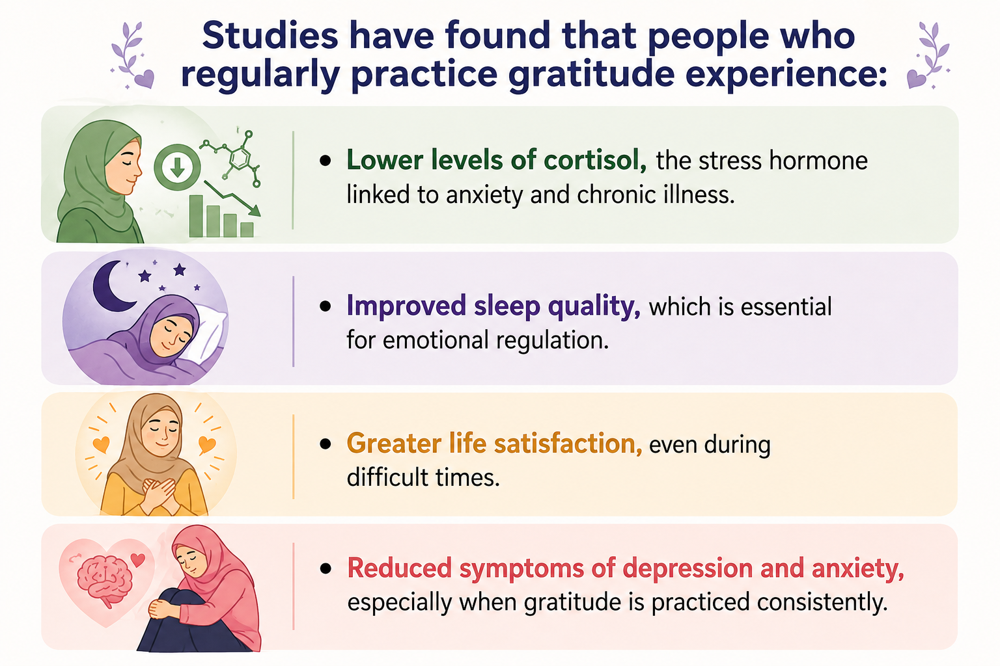 Studies have found that people who
regularly practice gratitude experience:
• Lower levels of cortisol, the stress hormone
linked to anxiety and chronic illness.
• Improved sleep quality, which is essential
for emotional regulation.
• Greater life satisfaction, even during
difficult times.
• Reduced symptoms of depression and anxiety,
especially when gratitude is practiced consistently.